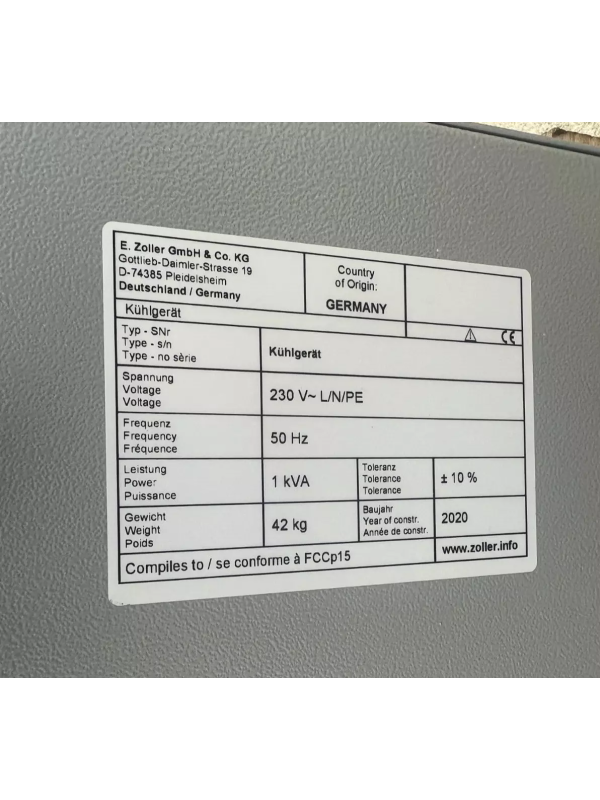 E. Zoller GmbH & Co. KG
Gottlieb-Daimler-Strasse 19
D-74385 Pleidelsheim
Deutschland / Germany
Country
of Origin:
GERMANY
Kühlgerät
CE
Typ - SNr
Type - s/n
Type - no sèrie
Kühlgerät
Spannung
Voltage
Voltage
230 V~ L/N/PE
Frequenz
Frequency
Fréquence
50 Hz
Leistung
Power
Puissance
1 kVA
Toleranz
Tolerance
Tolerance
± 10 %
Gewicht
Weight
Poids
42 kg
Baujahr
Year of constr.
Année de constr.
2020
Compiles to / se conforme à FCCp15
www.zoller.info